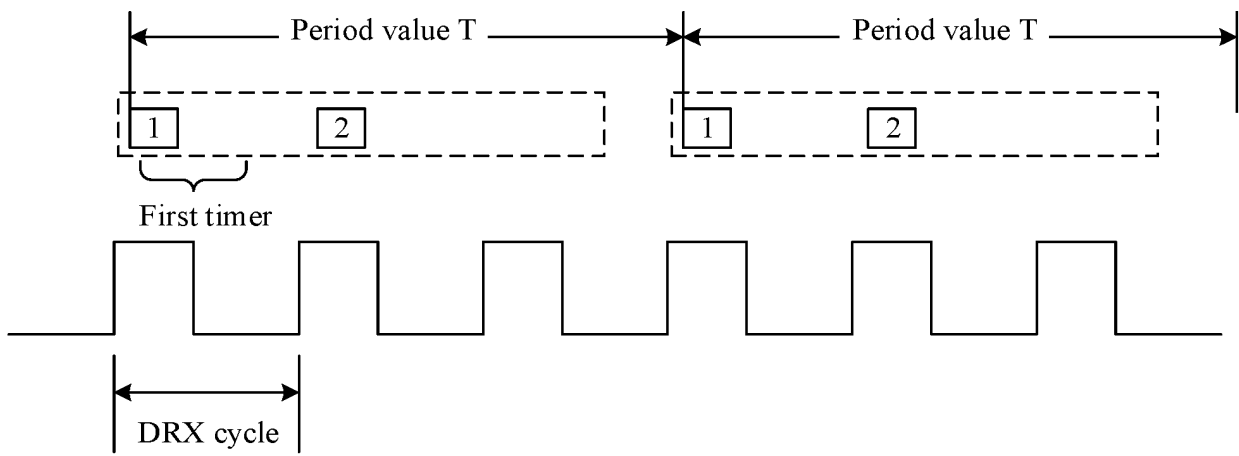 Period value T
Period value T
1
2
1
2
First timer
DRX cycle